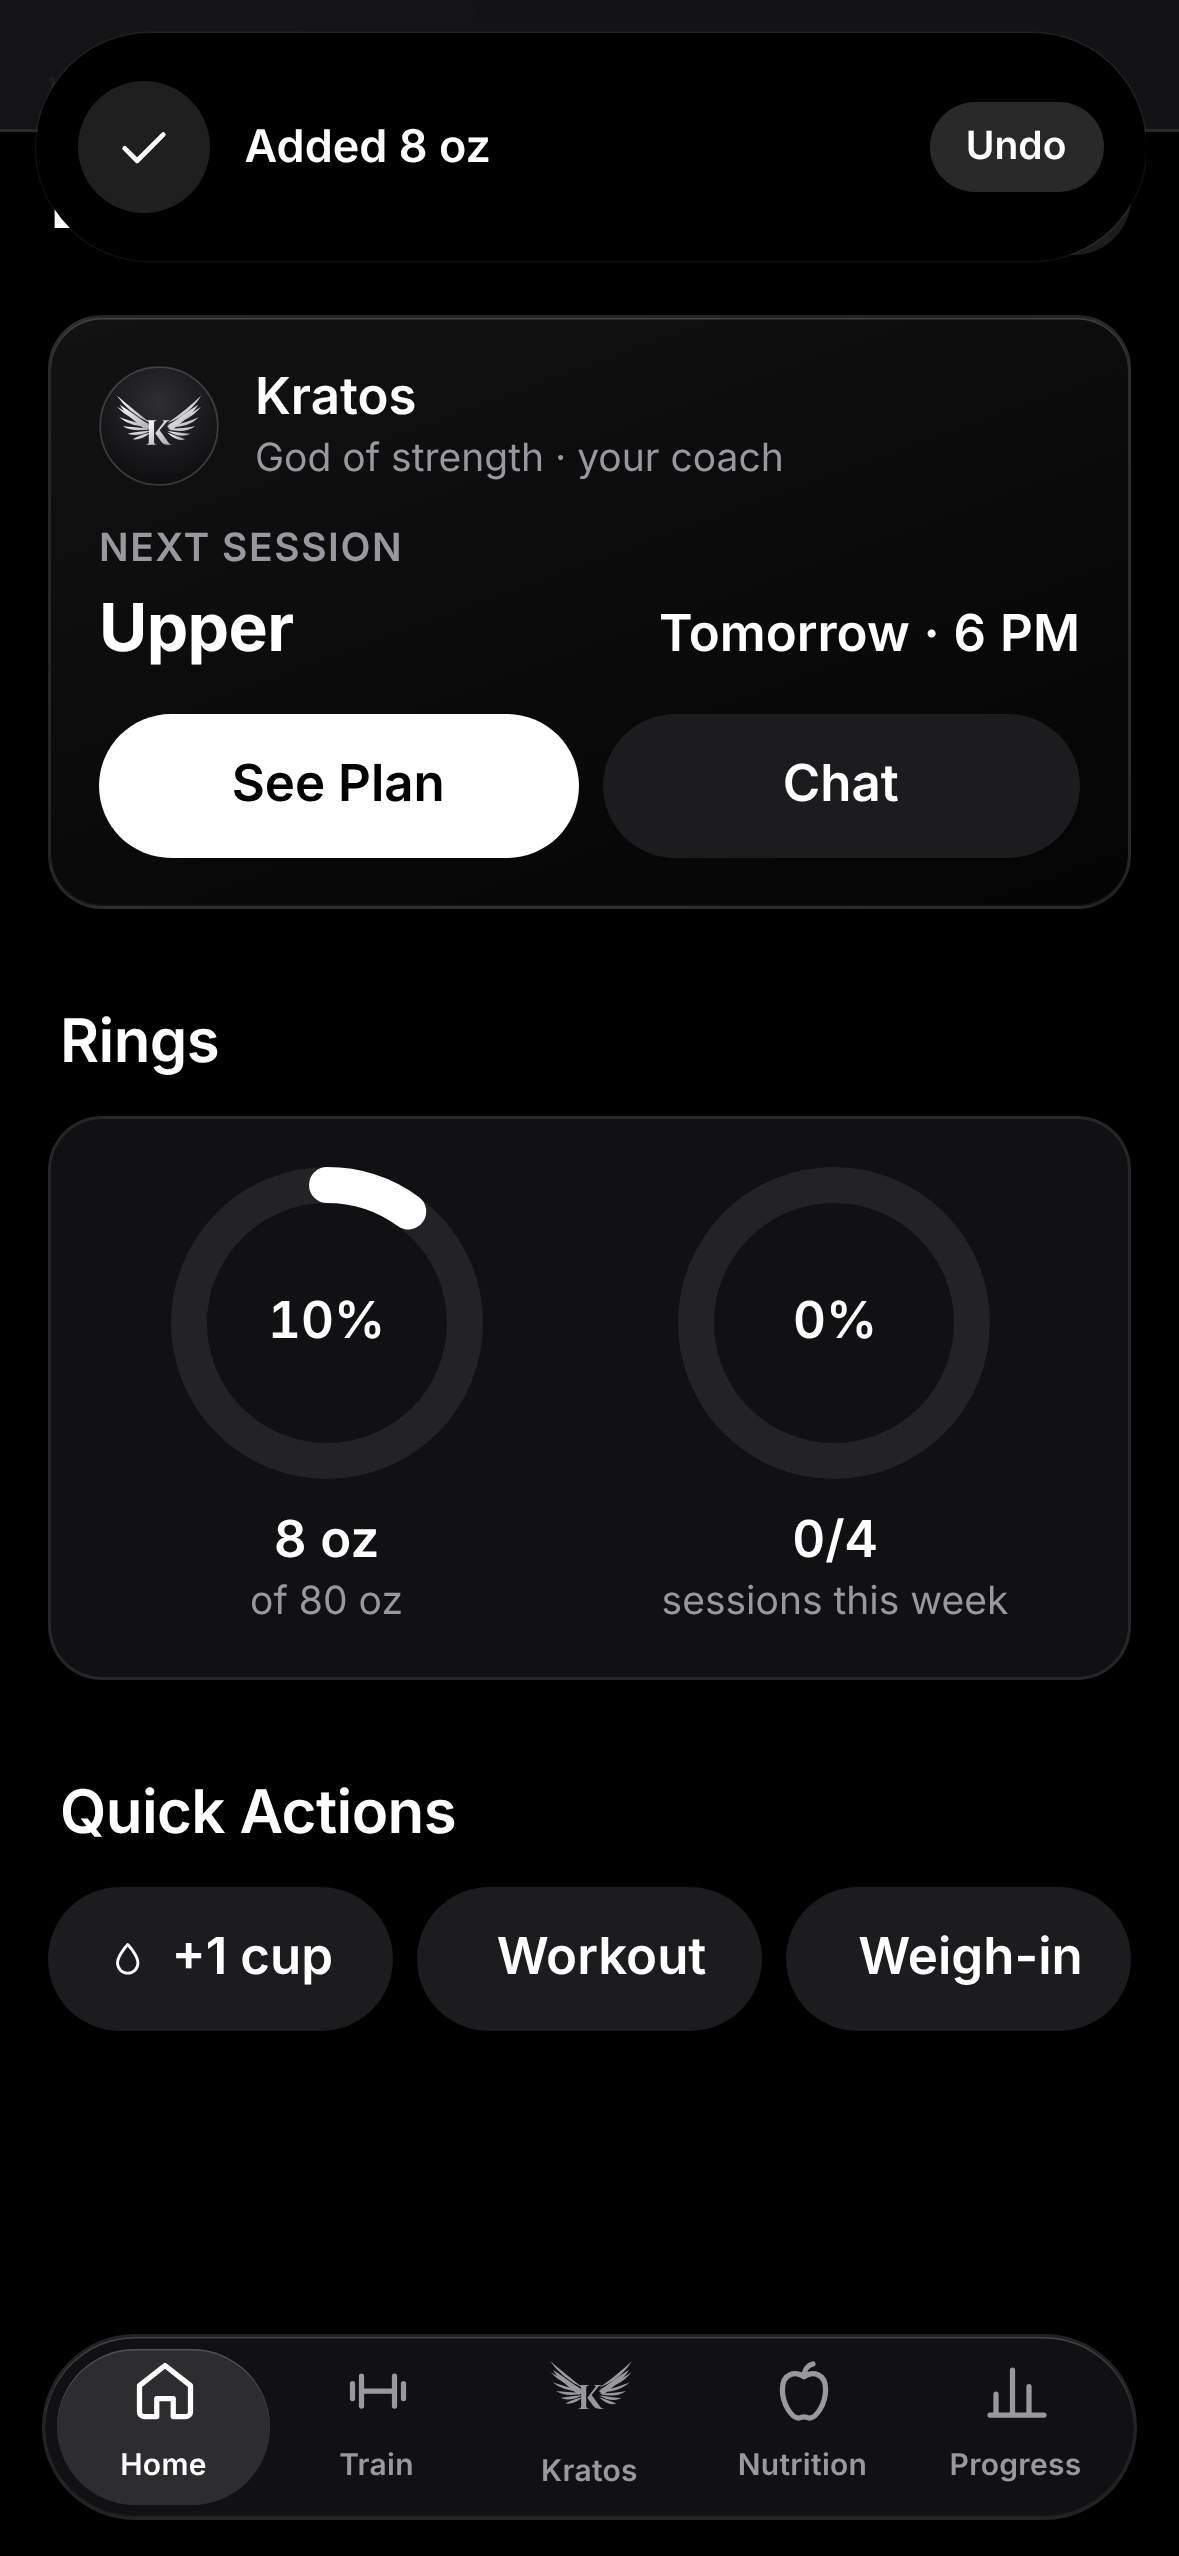 Added 8 oz
Undo
K
Kratos
God of strength · your coach
NEXT SESSION
Upper
Tomorrow · 6 PM
See Plan
Chat
Rings
10%
0%
8 oz
0/4
of 80 oz
sessions this week
Quick Actions
+1 cup
Workout
Weigh-in
K
Home
Train
Kratos
Nutrition
Progress